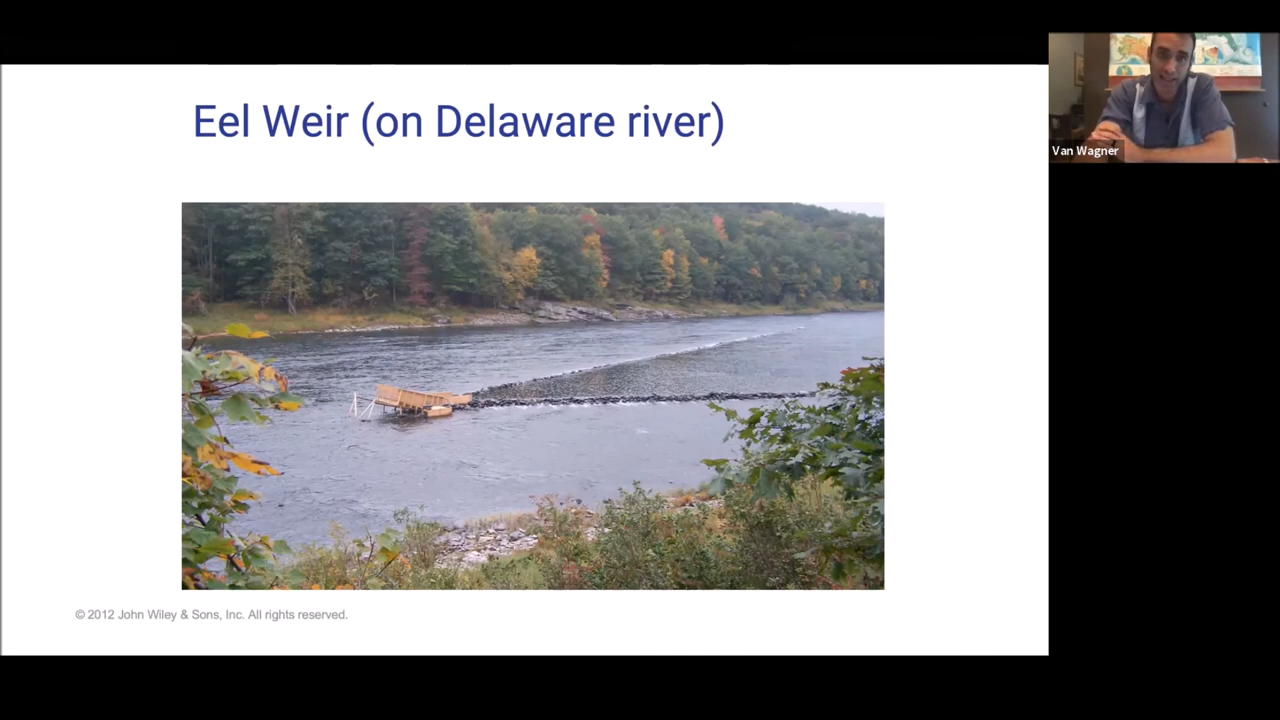 Eel Weir (on Delaware river)
Van Wagner
© 2012 John Wiley & Sons, Inc. All rights reserved.